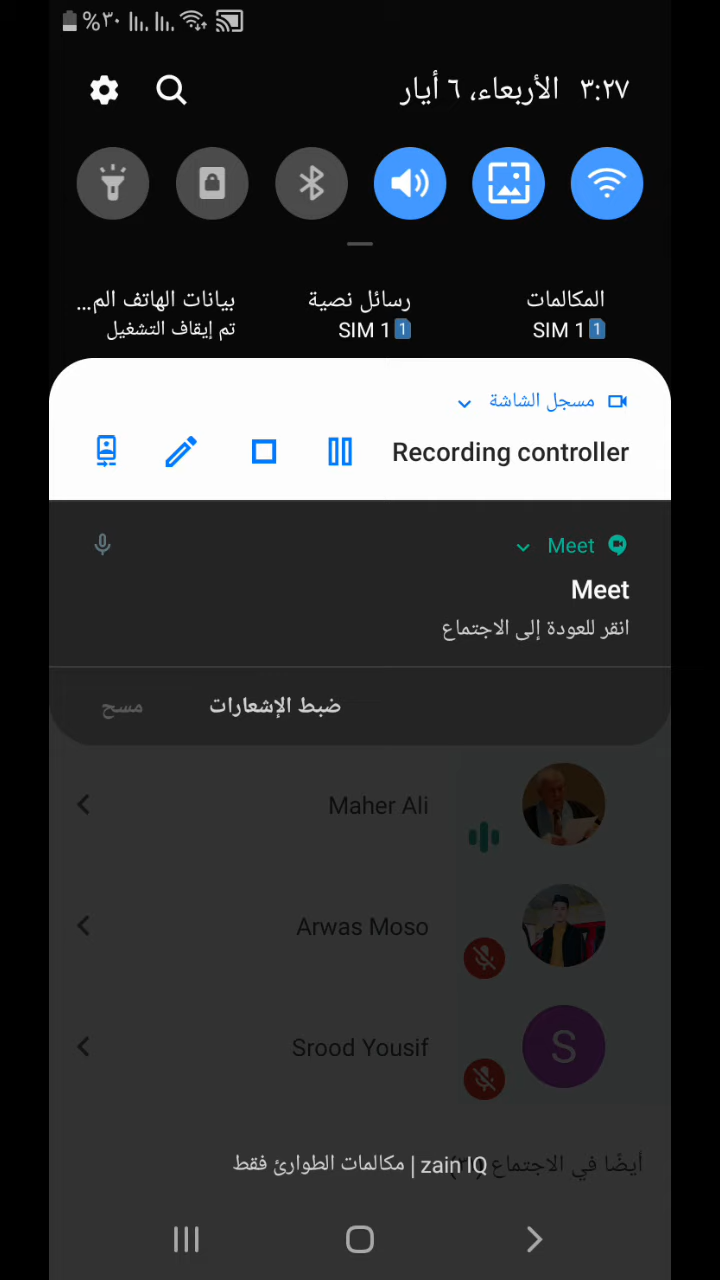 %٣٠
٣:٢٧ الأربعاء، ٦ أيار
المكالمات
SIM 1 1
رسائل نصية
SIM 1 1
بيانات الهاتف الم...
تم إيقاف التشغيل
مسجل الشاشة
Recording controller
Meet
Meet
انقر للعودة إلى الاجتماع
ضبط الإشعارات
مسح
Maher Ali
Arwas Moso
Srood Yousif
S
أيضًا في الاجتماع
zain IQ | مكالمات الطوارئ فقط